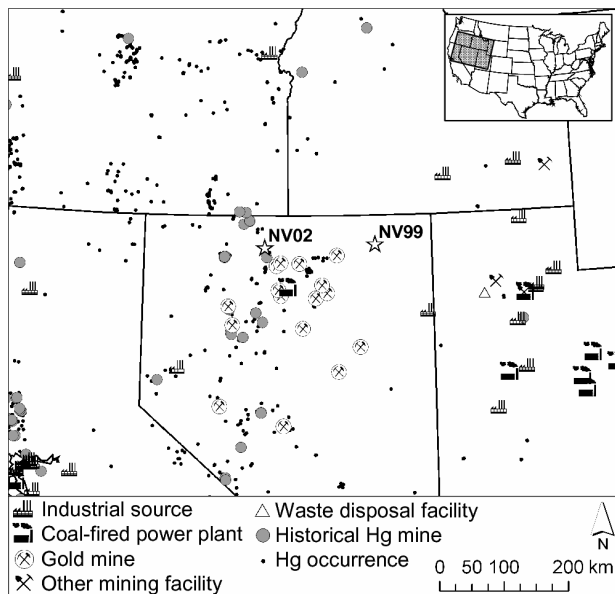 NV02
NV99
Industrial source
Coal-fired power plant
Gold mine
Other mining facility
Waste disposal facility
Historical Hg mine
Hg occurrence
N
0 50 100 200 km